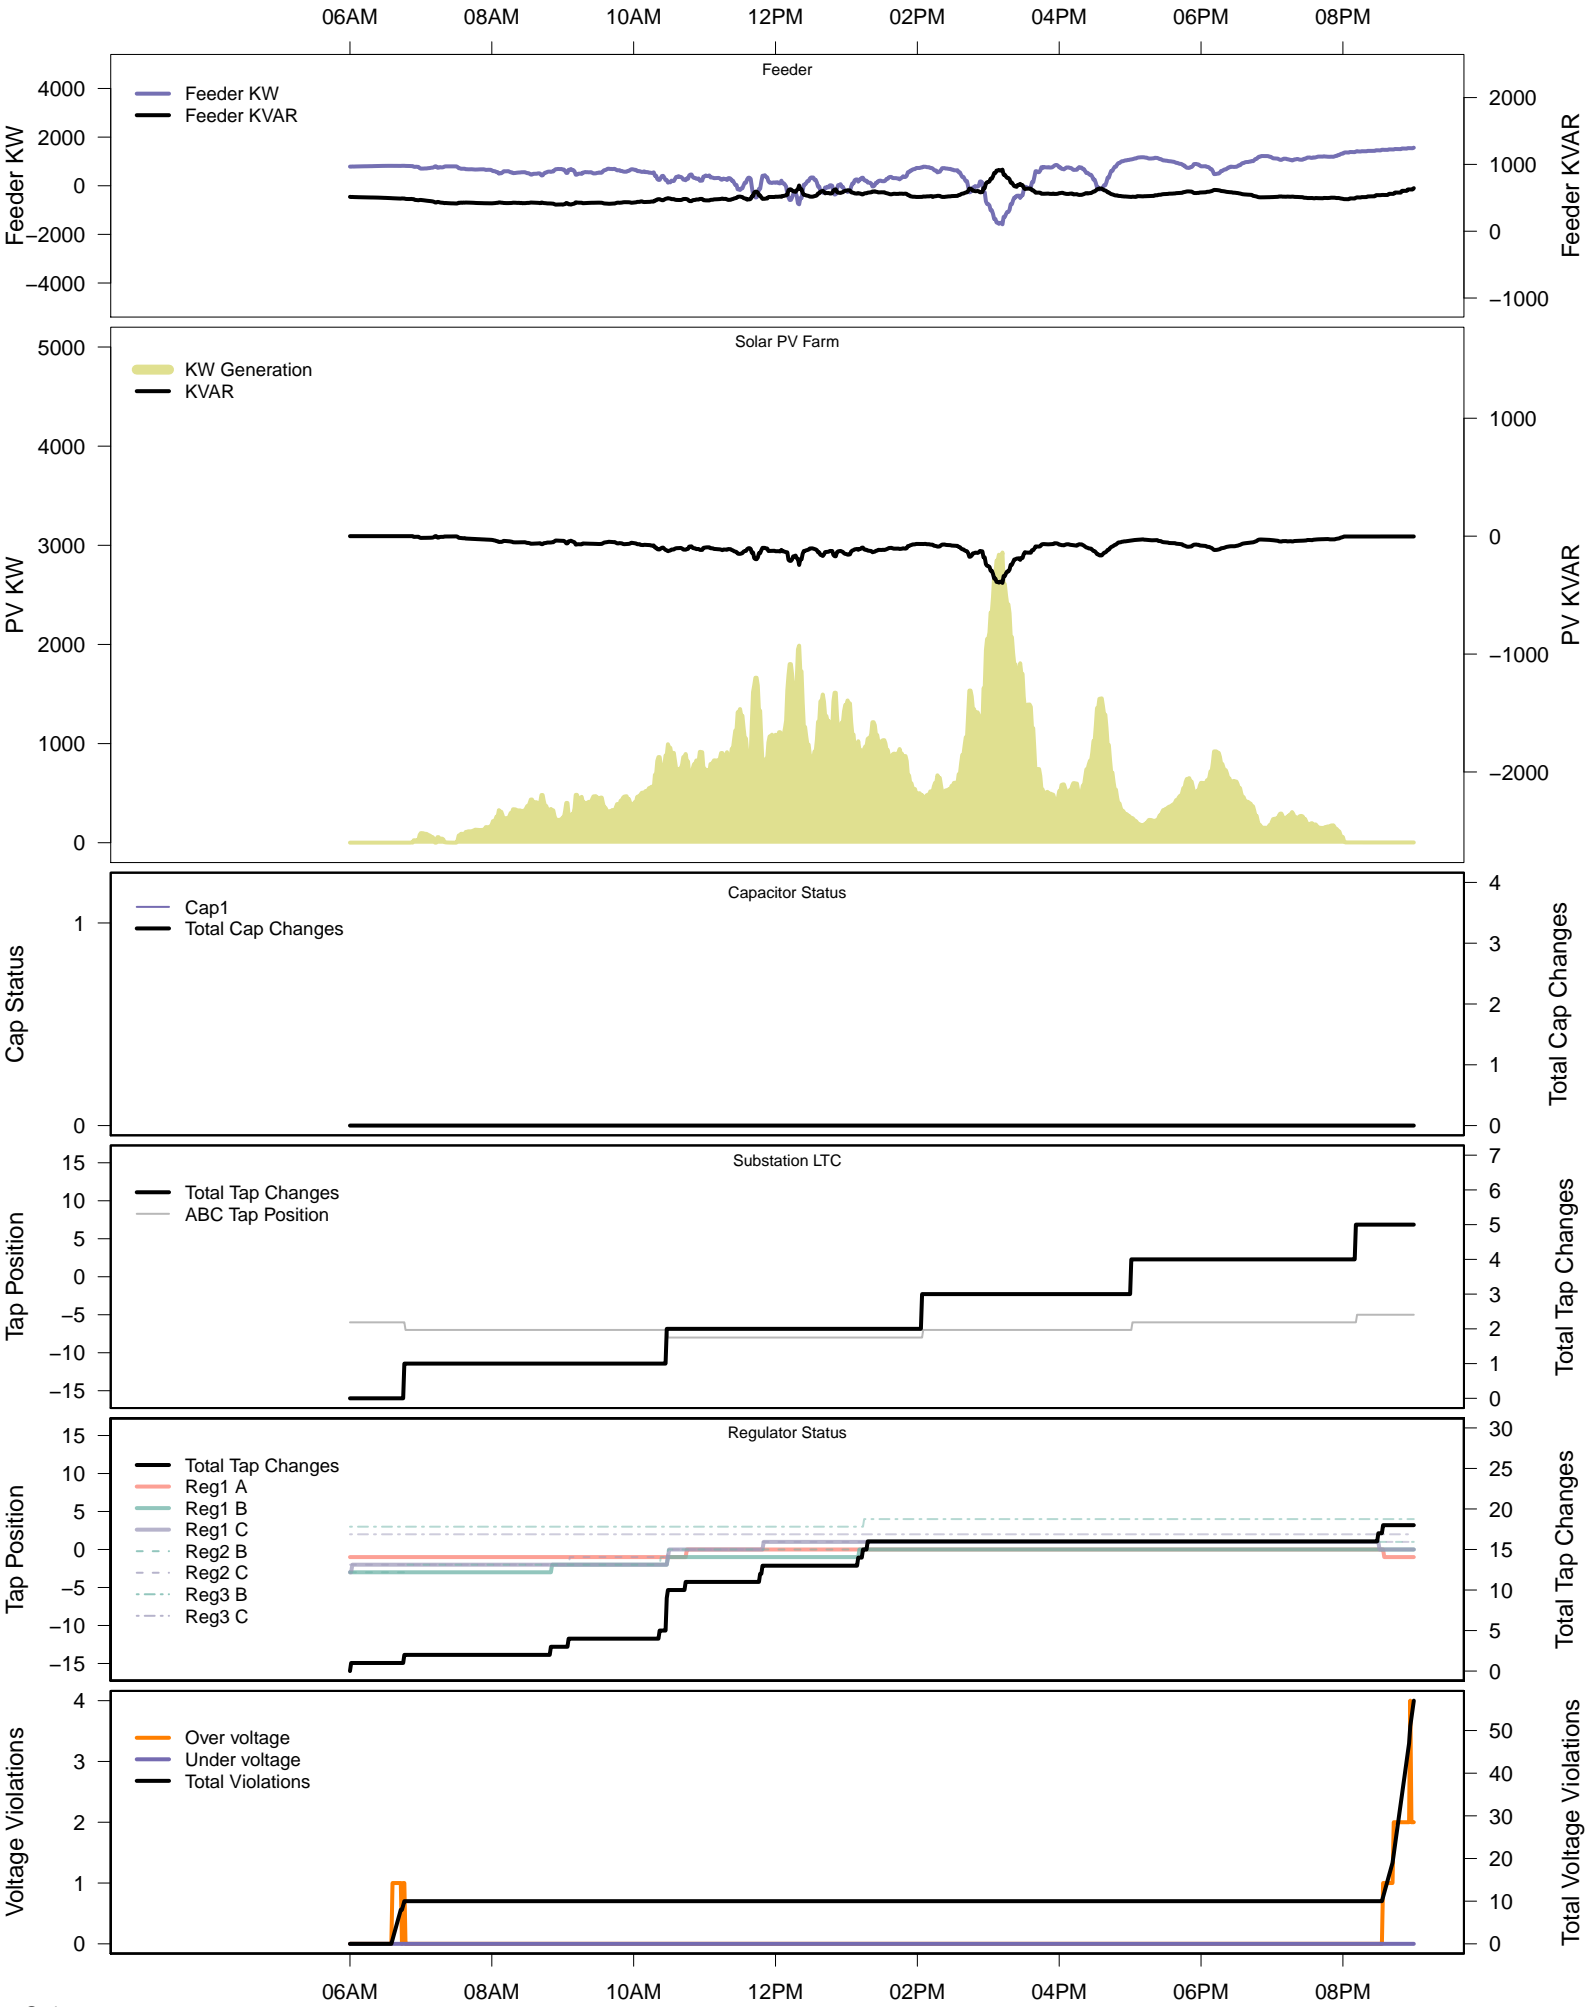 06AM 08AM 10AM 12PM 02PM 04PM 06PM 08PM
Feeder
Feeder KW
Feeder KVAR
4000
2000
0
−2000
−4000
Feeder KW
2000
1000
0
−1000
Feeder KVAR
Solar PV Farm
KW Generation
KVAR
5000
4000
3000
2000
1000
0
PV KW
1000
0
−1000
−2000
PV KVAR
Capacitor Status
Cap1
Total Cap Changes
1
0
Cap Status
4
3
2
1
0
Total Cap Changes
Substation LTC
Total Tap Changes
ABC Tap Position
15
10
5
0
−5
−10
−15
Tap Position
7
6
5
4
3
2
1
0
Total Tap Changes
Regulator Status
Total Tap Changes
Reg1 A
Reg1 B
Reg1 C
Reg2 B
Reg2 C
Reg3 B
Reg3 C
15
10
5
0
−5
−10
−15
Tap Position
30
25
20
15
10
5
0
Total Tap Changes
Over voltage
Under voltage
Total Violations
4
3
2
1
0
Voltage Violations
50
40
30
20
10
0
Total Voltage Violations
06AM 08AM 10AM 12PM 02PM 04PM 06PM 08PM